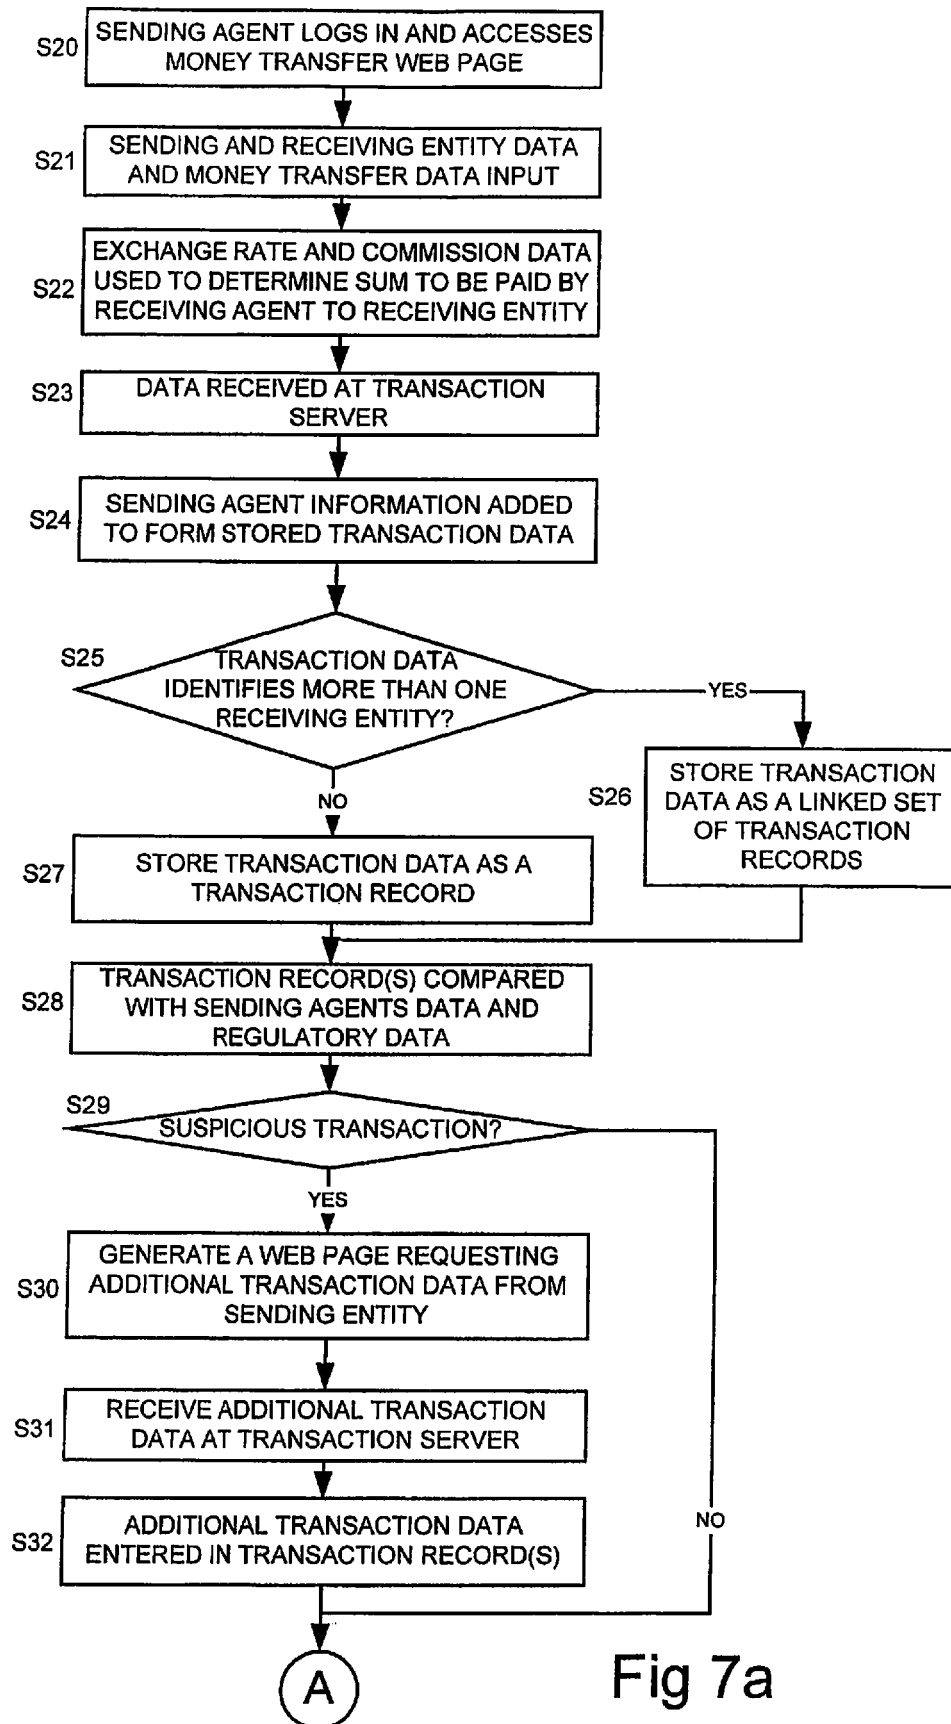 S20
SENDING AGENT LOGS IN AND ACCESSES
MONEY TRANSFER WEB PAGE
S21
SENDING AND RECEIVING ENTITY DATA
AND MONEY TRANSFER DATA INPUT
S22
EXCHANGE RATE AND COMMISSION DATA
USED TO DETERMINE SUM TO BE PAID BY
RECEIVING AGENT TO RECEIVING ENTITY
S23
DATA RECEIVED AT TRANSACTION
SERVER
S24
SENDING AGENT INFORMATION ADDED
TO FORM STORED TRANSACTION DATA
S25
TRANSACTION DATA
IDENTIFIES MORE THAN ONE
RECEIVING ENTITY?
YES
NO
S26
STORE TRANSACTION
DATA AS A LINKED SET
OF TRANSACTION
RECORDS
S27
STORE TRANSACTION DATA AS A
TRANSACTION RECORD
S28
TRANSACTION RECORD(S) COMPARED
WITH SENDING AGENTS DATA AND
REGULATORY DATA
S29
SUSPICIOUS TRANSACTION?
YES
S30
GENERATE A WEB PAGE REQUESTING
ADDITIONAL TRANSACTION DATA FROM
SENDING ENTITY
S31
RECEIVE ADDITIONAL TRANSACTION
DATA AT TRANSACTION SERVER
S32
ADDITIONAL TRANSACTION DATA
ENTERED IN TRANSACTION RECORD(S)
NO
A
Fig 7a